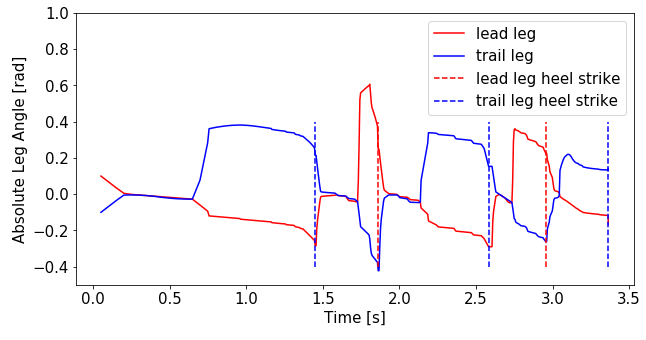 1.0
0.8
0.6
0.4
0.2
0.0
−0.2
−0.4
Absolute Leg Angle [rad]
lead leg
trail leg
lead leg heel strike
trail leg heel strike
0.0 0.5 1.0 1.5 2.0 2.5 3.0 3.5
Time [s]